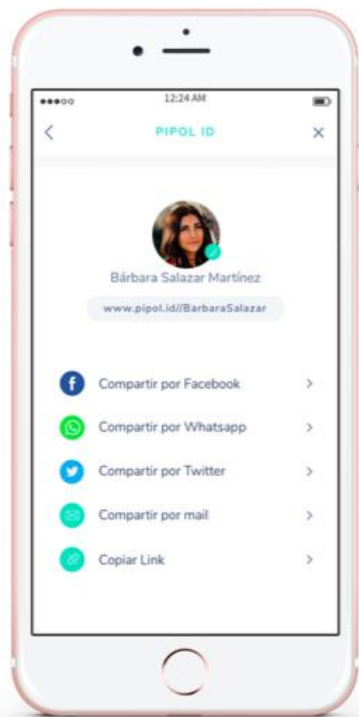 12:24 AM
PIPOL ID
Bárbara Salazar Martínez
www.pipol.id//BarbaraSalazar
Compartir por Facebook
Compartir por Whatsapp
Compartir por Twitter
Compartir por mail
Copiar Link